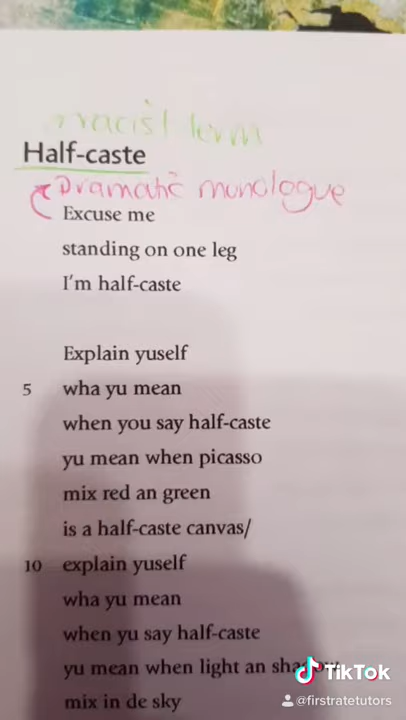 racist term
Half-caste
Dramatic monologue
Excuse me
standing on one leg
I'm half-caste
Explain yuself
5 wha yu mean
when you say half-caste
yu mean when picasso
mix red an green
is a half-caste canvas/
10 explain yuself
wha yu mean
when yu say half-caste
yu mean when light an shadow
mix in de sky
TikTok
@firstratetutors